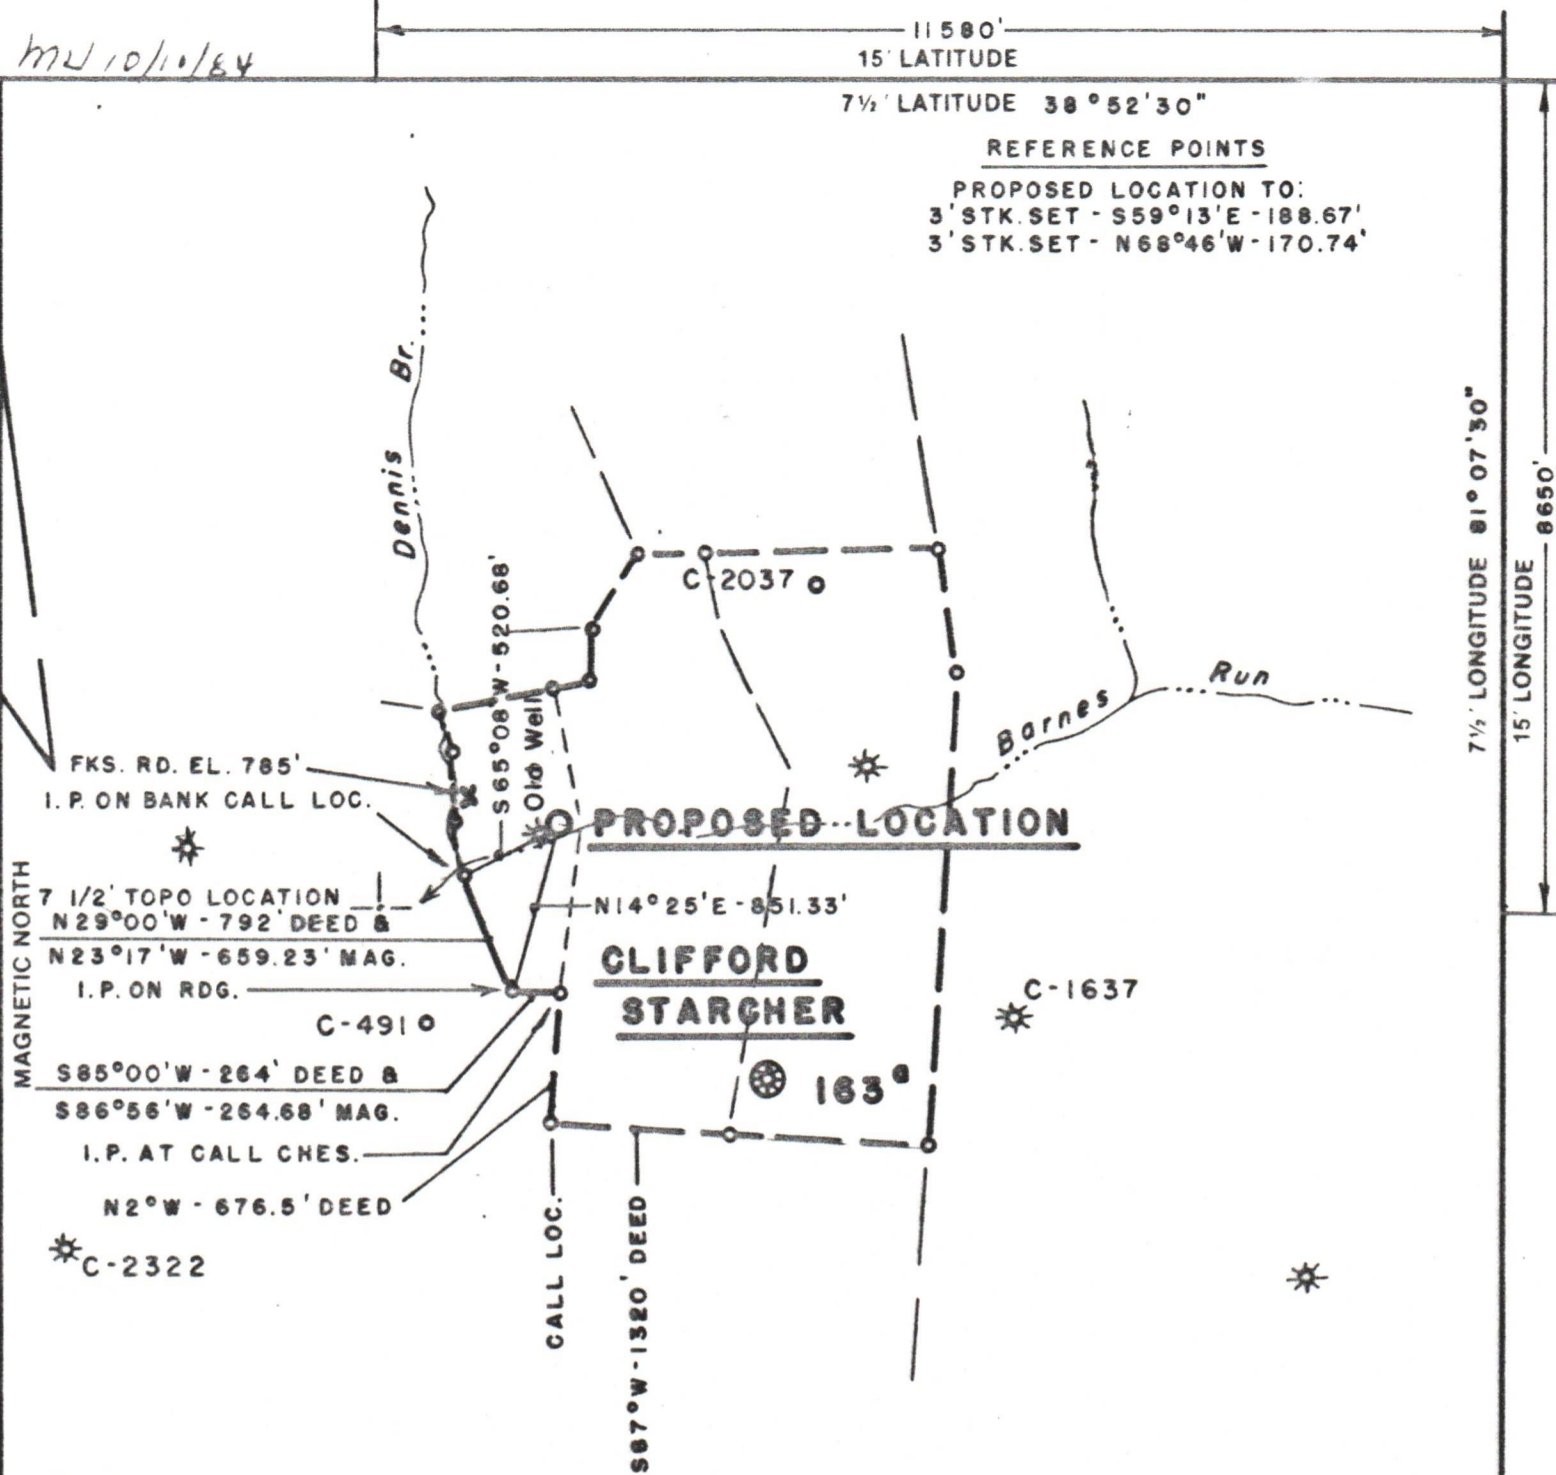 MW 10/10/84
11580'
15' LATITUDE
7½' LATITUDE 38°52'30"
REFERENCE POINTS
PROPOSED LOCATION TO:
3' STK. SET - S59°13'E - 188.67'
3' STK. SET - N68°46'W - 170.74'
Dennis Br.
7½' LONGITUDE 81° 07'30"
15' LONGITUDE
8650'
C-2037
S65°08'W - 520.68'
Old Well
Barnes Run
FKS. RD. EL. 785'
I.P. ON BANK CALL LOC.
PROPOSED LOCATION
7 1/2' TOPO LOCATION
N29°00'W - 792' DEED &
N23°17'W - 659.23' MAG.
N14°25'E - 851.33'
MAGNETIC NORTH
CLIFFORD
STARCHER
I.P. ON RDG.
C-491
C-1637
S85°00'W - 264' DEED &
S86°56'W - 264.68' MAG.
163ᵃ
I.P. AT CALL CHES.
N2°W - 676.5' DEED
C-2322
CALL LOC.
S87°W - 1320' DEED